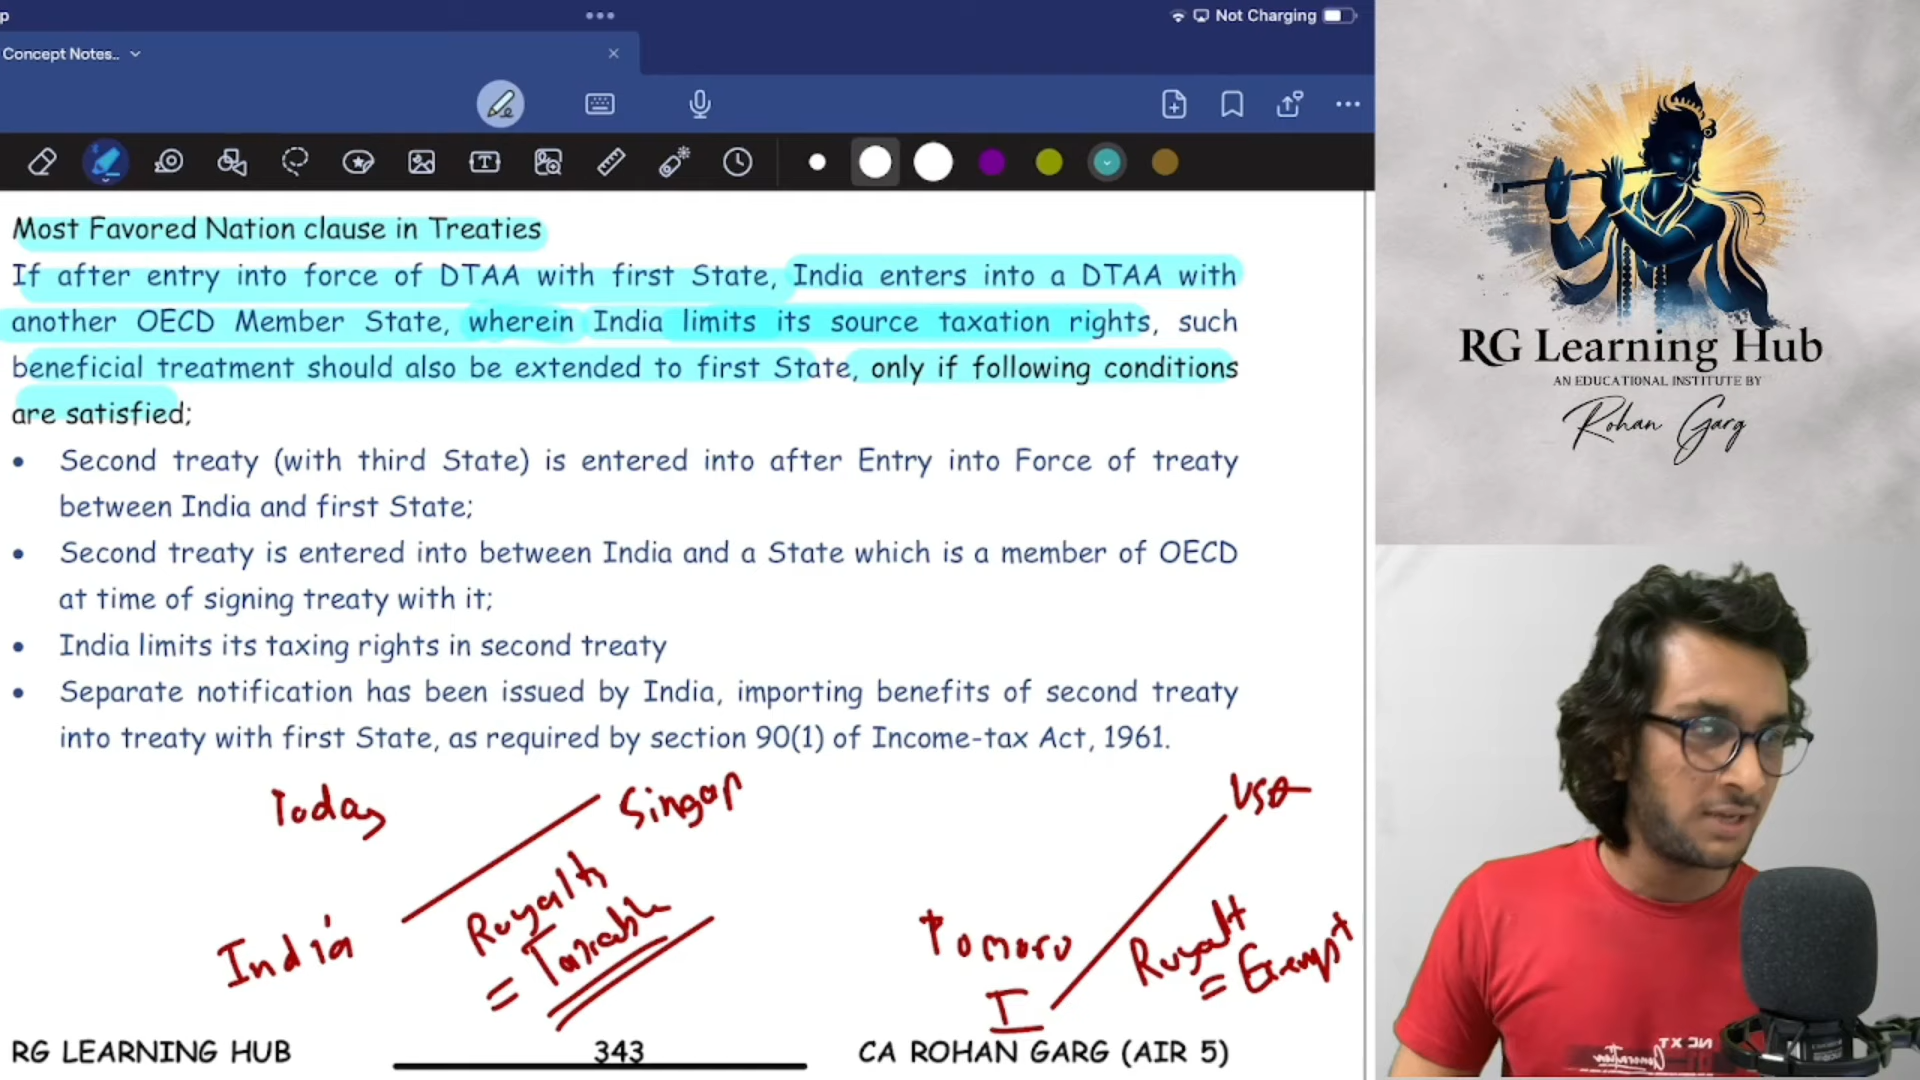 p
Not Charging
Concept Notes..
Most Favored Nation clause in Treaties
If after entry into force of DTAA with first State, India enters into a DTAA with
another OECD Member State, wherein India limits its source taxation rights, such
beneficial treatment should also be extended to first State, only if following conditions
are satisfied;
• Second treaty (with third State) is entered into after Entry into Force of treaty
between India and first State;
• Second treaty is entered into between India and a State which is a member of OECD
at time of signing treaty with it;
• India limits its taxing rights in second treaty
• Separate notification has been issued by India, importing benefits of second treaty
into treaty with first State, as required by section 90(1) of Income-tax Act, 1961.
Today
Singap
India
Royalty
= Taxable
USA
Tomoro
I
Royalt
= Exempt
RG LEARNING HUB
343
CA ROHAN GARG (AIR 5)
RG Learning Hub
AN EDUCATIONAL INSTITUTE BY
Rohan Garg